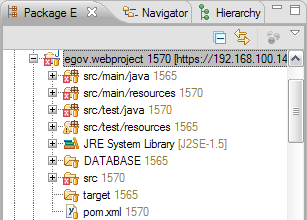 Package E Navigator Hierarchy
egov.webproject 1570 [https://192.168.100.14
src/main/java 1565
src/main/resources 1570
src/test/java 1570
src/test/resources 1565
JRE System Library [J2SE-1.5]
DATABASE 1565
src 1570
target 1565
pom.xml 1570